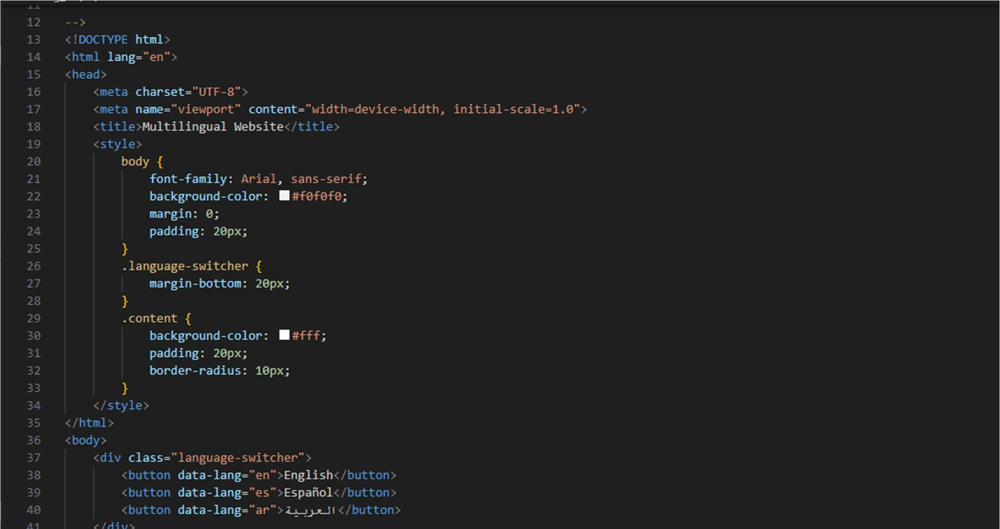 12 -->
13 <!DOCTYPE html>
14 <html lang="en">
15 <head>
16 <meta charset="UTF-8">
17 <meta name="viewport" content="width=device-width, initial-scale=1.0">
18 <title>Multilingual Website</title>
19 <style>
20 body {
21 font-family: Arial, sans-serif;
22 background-color: #f0f0f0;
23 margin: 0;
24 padding: 20px;
25 }
26 .language-switcher {
27 margin-bottom: 20px;
28 }
29 .content {
30 background-color: #fff;
31 padding: 20px;
32 border-radius: 10px;
33 }
34 </style>
35 </html>
36 <body>
37 <div class="language-switcher">
38 <button data-lang="en">English</button>
39 <button data-lang="es">Español</button>
40 <button data-lang="ar">العربية</button>
41 </div>